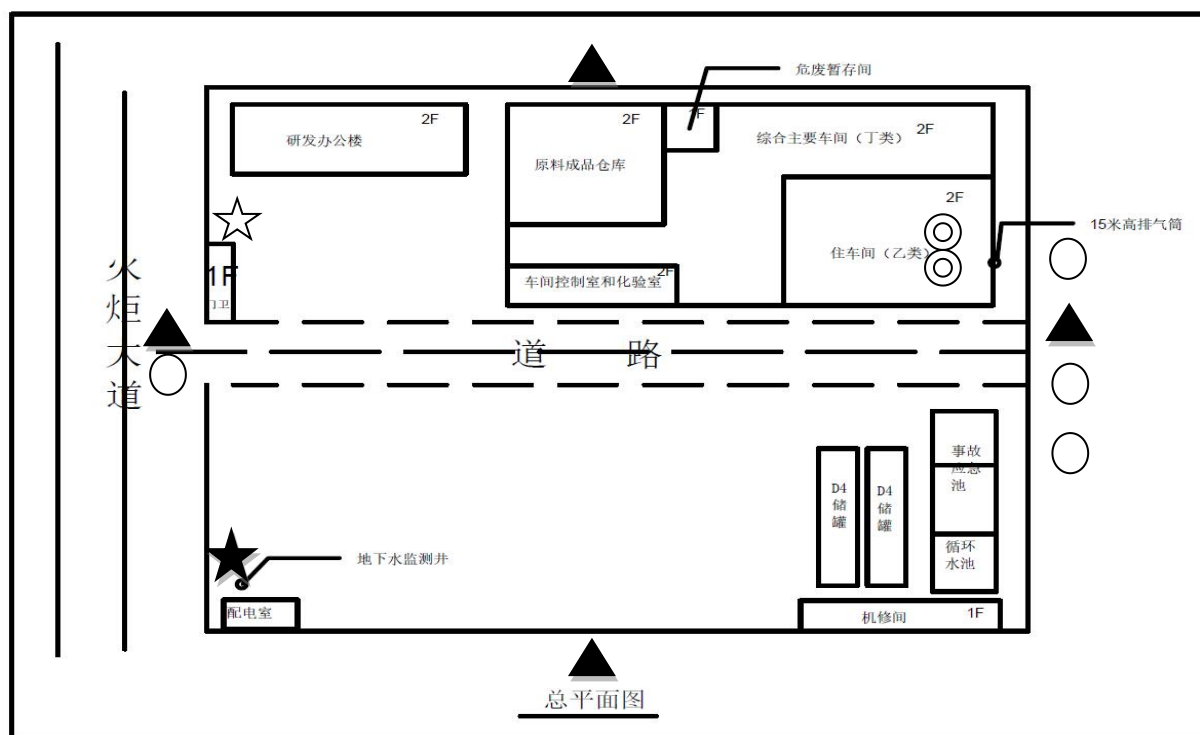 危废暂存间
2F
研发办公楼
2F
原料成品仓库
1F
综合主要车间（丁类）
2F
2F
住车间（乙类）
15米高排气筒
车间控制室和化验室
2F
1F
门卫
火炬大道
道路
事故
应急
池
D4
储
罐
D4
储
罐
循环
水池
地下水监测井
配电室
机修间
1F
总平面图